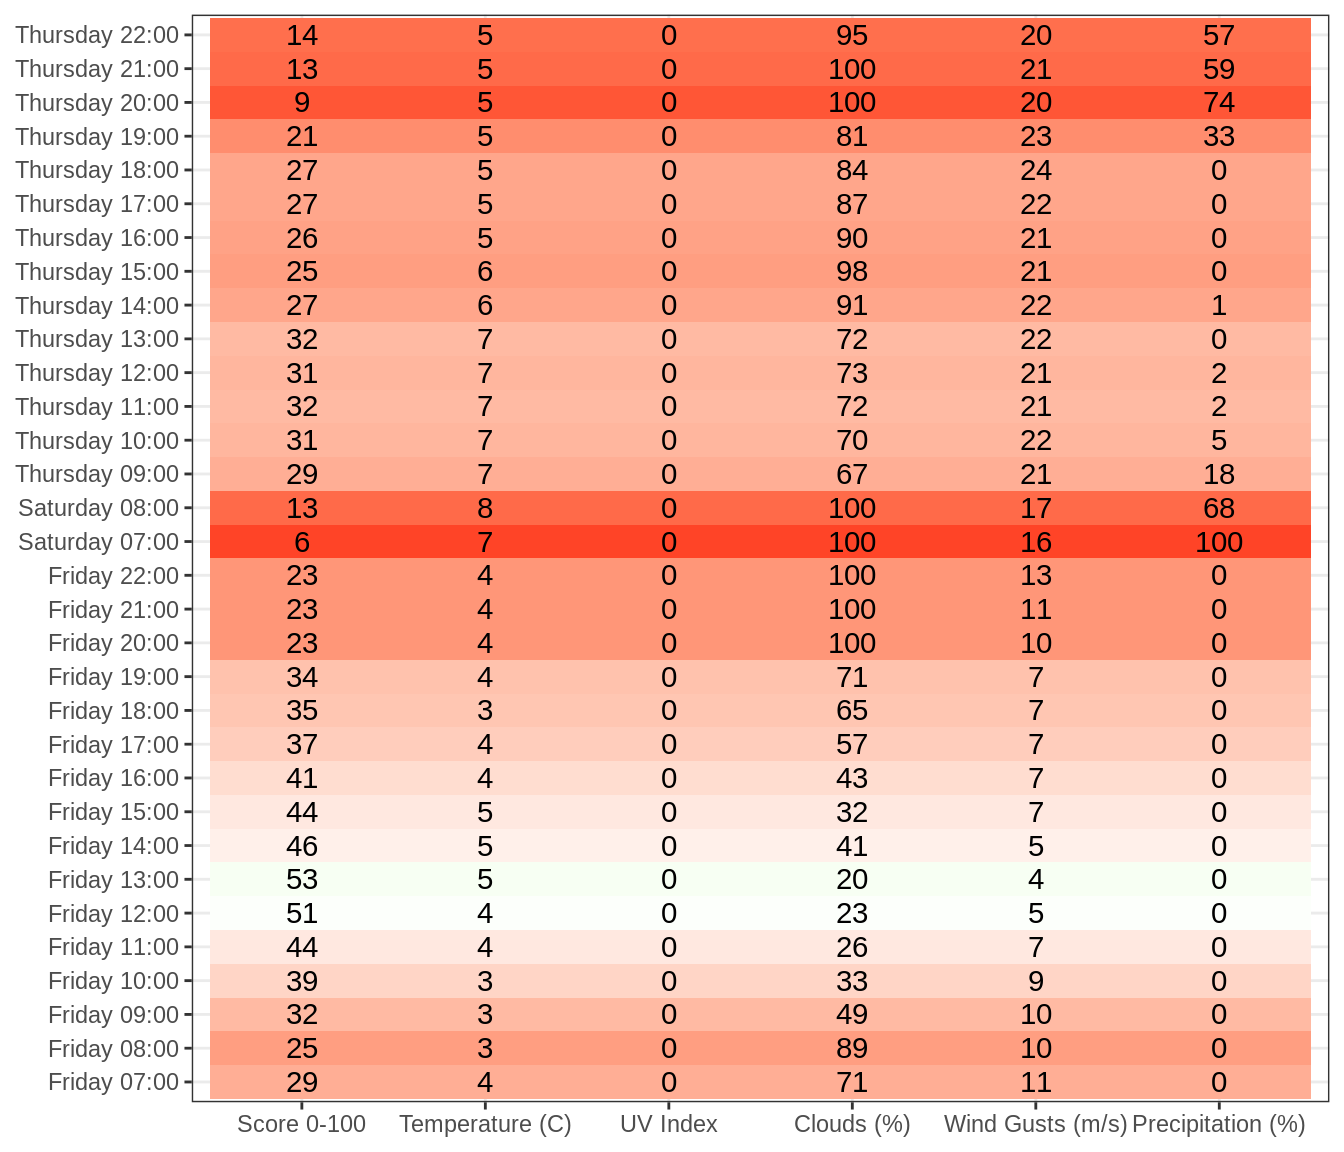 Thursday 22:00 14 5 0 95 20 57
Thursday 21:00 13 5 0 100 21 59
Thursday 20:00 9 5 0 100 20 74
Thursday 19:00 21 5 0 81 23 33
Thursday 18:00 27 5 0 84 24 0
Thursday 17:00 27 5 0 87 22 0
Thursday 16:00 26 5 0 90 21 0
Thursday 15:00 25 6 0 98 21 0
Thursday 14:00 27 6 0 91 22 1
Thursday 13:00 32 7 0 72 22 0
Thursday 12:00 31 7 0 73 21 2
Thursday 11:00 32 7 0 72 21 2
Thursday 10:00 31 7 0 70 22 5
Thursday 09:00 29 7 0 67 21 18
Saturday 08:00 13 8 0 100 17 68
Saturday 07:00 6 7 0 100 16 100
Friday 22:00 23 4 0 100 13 0
Friday 21:00 23 4 0 100 11 0
Friday 20:00 23 4 0 100 10 0
Friday 19:00 34 4 0 71 7 0
Friday 18:00 35 3 0 65 7 0
Friday 17:00 37 4 0 57 7 0
Friday 16:00 41 4 0 43 7 0
Friday 15:00 44 5 0 32 7 0
Friday 14:00 46 5 0 41 5 0
Friday 13:00 53 5 0 20 4 0
Friday 12:00 51 4 0 23 5 0
Friday 11:00 44 4 0 26 7 0
Friday 10:00 39 3 0 33 9 0
Friday 09:00 32 3 0 49 10 0
Friday 08:00 25 3 0 89 10 0
Friday 07:00 29 4 0 71 11 0
Score 0-100 Temperature (C) UV Index Clouds (%) Wind Gusts (m/s) Precipitation (%)